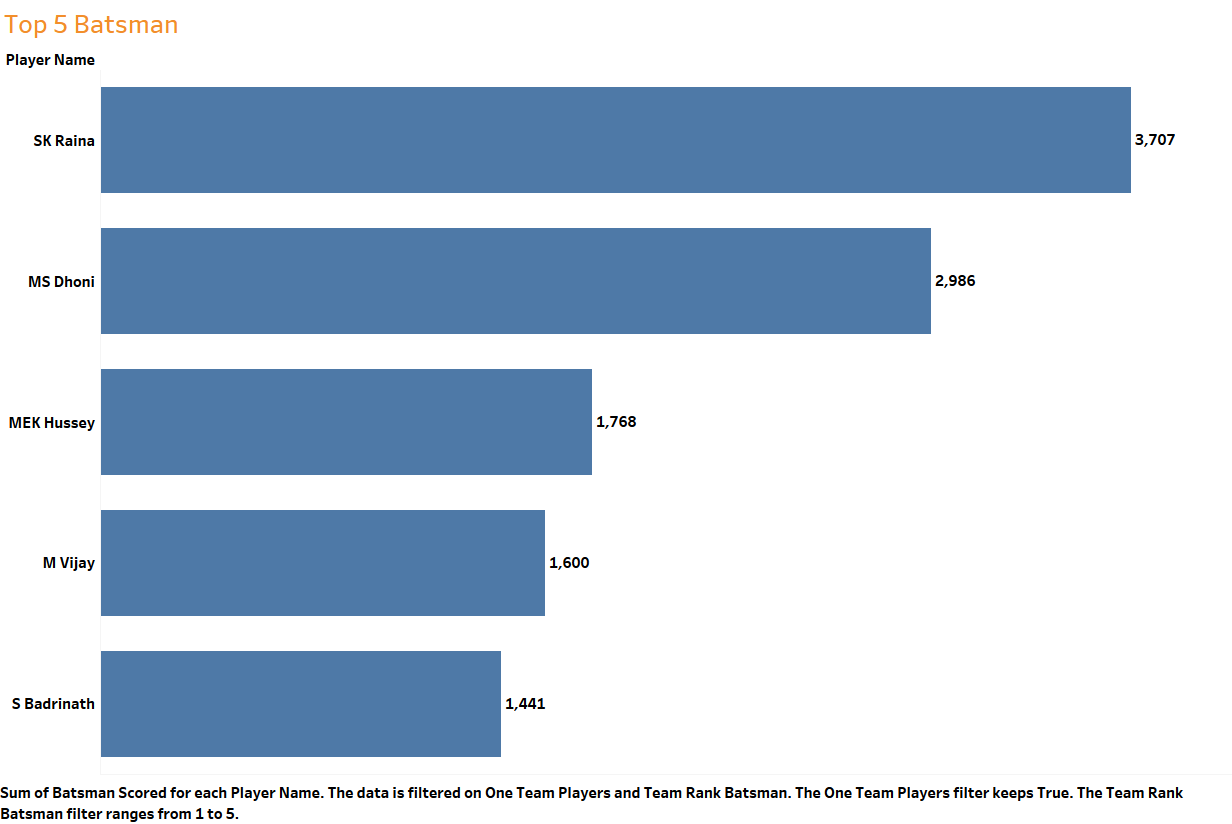 Top 5 Batsman
Player Name
SK Raina 3,707
MS Dhoni 2,986
MEK Hussey 1,768
M Vijay 1,600
S Badrinath 1,441
Sum of Batsman Scored for each Player Name. The data is filtered on One Team Players and Team Rank Batsman. The One Team Players filter keeps True. The Team Rank
Batsman filter ranges from 1 to 5.